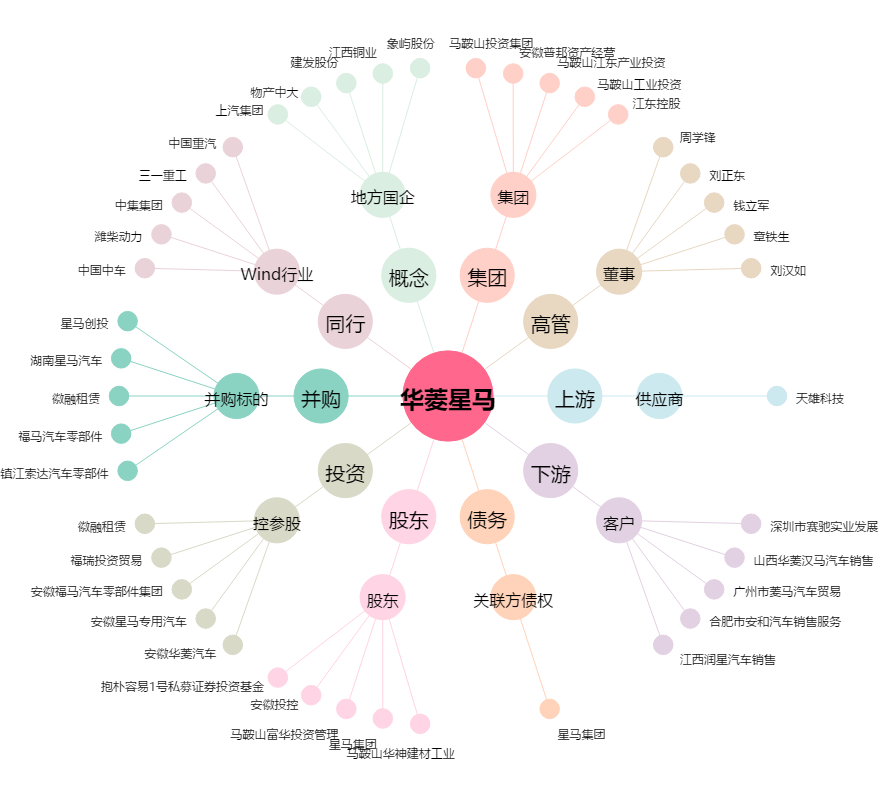 象屿股份
江西铜业
建发股份
物产中大
上汽集团
马鞍山投资集团
安徽普邦资产经营
马鞍山江东产业投资
马鞍山工业投资
江东控股
中国重汽
三一重工
中集集团
潍柴动力
中国中车
周学锋
刘正东
钱立军
章铁生
刘汉如
地方国企
集团
Wind行业
董事
概念
集团
同行
高管
星马创投
湖南星马汽车
徽融租赁
福马汽车零部件
镇江索达汽车零部件
并购标的
并购
华菱星马
上游
供应商
天雄科技
投资
下游
控参股
客户
股东
债务
股东
关联方债权
徽融租赁
福瑞投资贸易
安徽福马汽车零部件集团
安徽星马专用汽车
安徽华菱汽车
深圳市赛驰实业发展
山西华菱汉马汽车销售
广州市菱马汽车贸易
合肥市安和汽车销售服务
江西润星汽车销售
抱朴容易1号私募证券投资基金
安徽投控
马鞍山富华投资管理
星马集团
马鞍山华神建材工业
星马集团